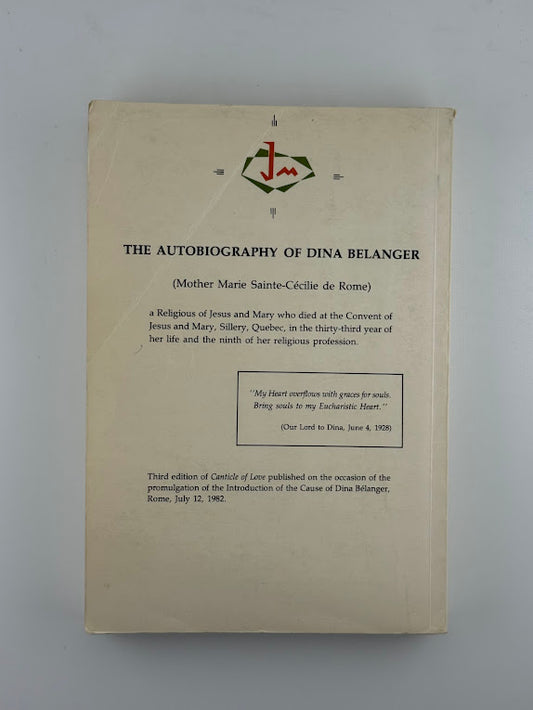 Jm
THE AUTOBIOGRAPHY OF DINA BELANGER
(Mother Marie Sainte-Cécilie de Rome)
a Religious of Jesus and Mary who died at the Convent of
Jesus and Mary, Sillery, Quebec, in the thirty-third year of
her life and the ninth of her religious profession.
"My Heart overflows with graces for souls.
Bring souls to my Eucharistic Heart."
(Our Lord to Dina, June 4, 1928)
Third edition of Canticle of Love published on the occasion of the
promulgation of the Introduction of the Cause of Dina Bélanger,
Rome, July 12, 1982.